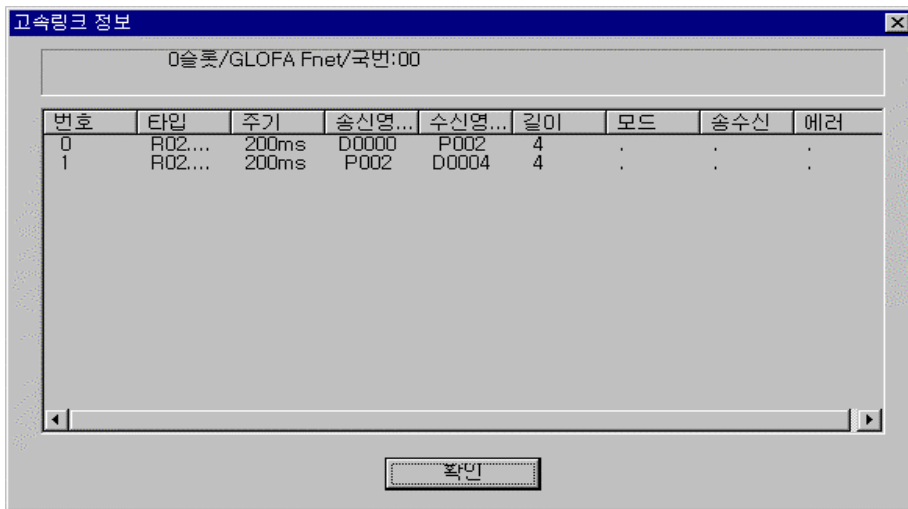 고속링크 정보
0슬롯/GLOFA Fnet/국번:00
번호 타입 주기 송신영... 수신영... 길이 모드 송수신 에러
0 R02.... 200ms D0000 P002 4 . . .
1 R02.... 200ms P002 D0004 4 . . .
확인